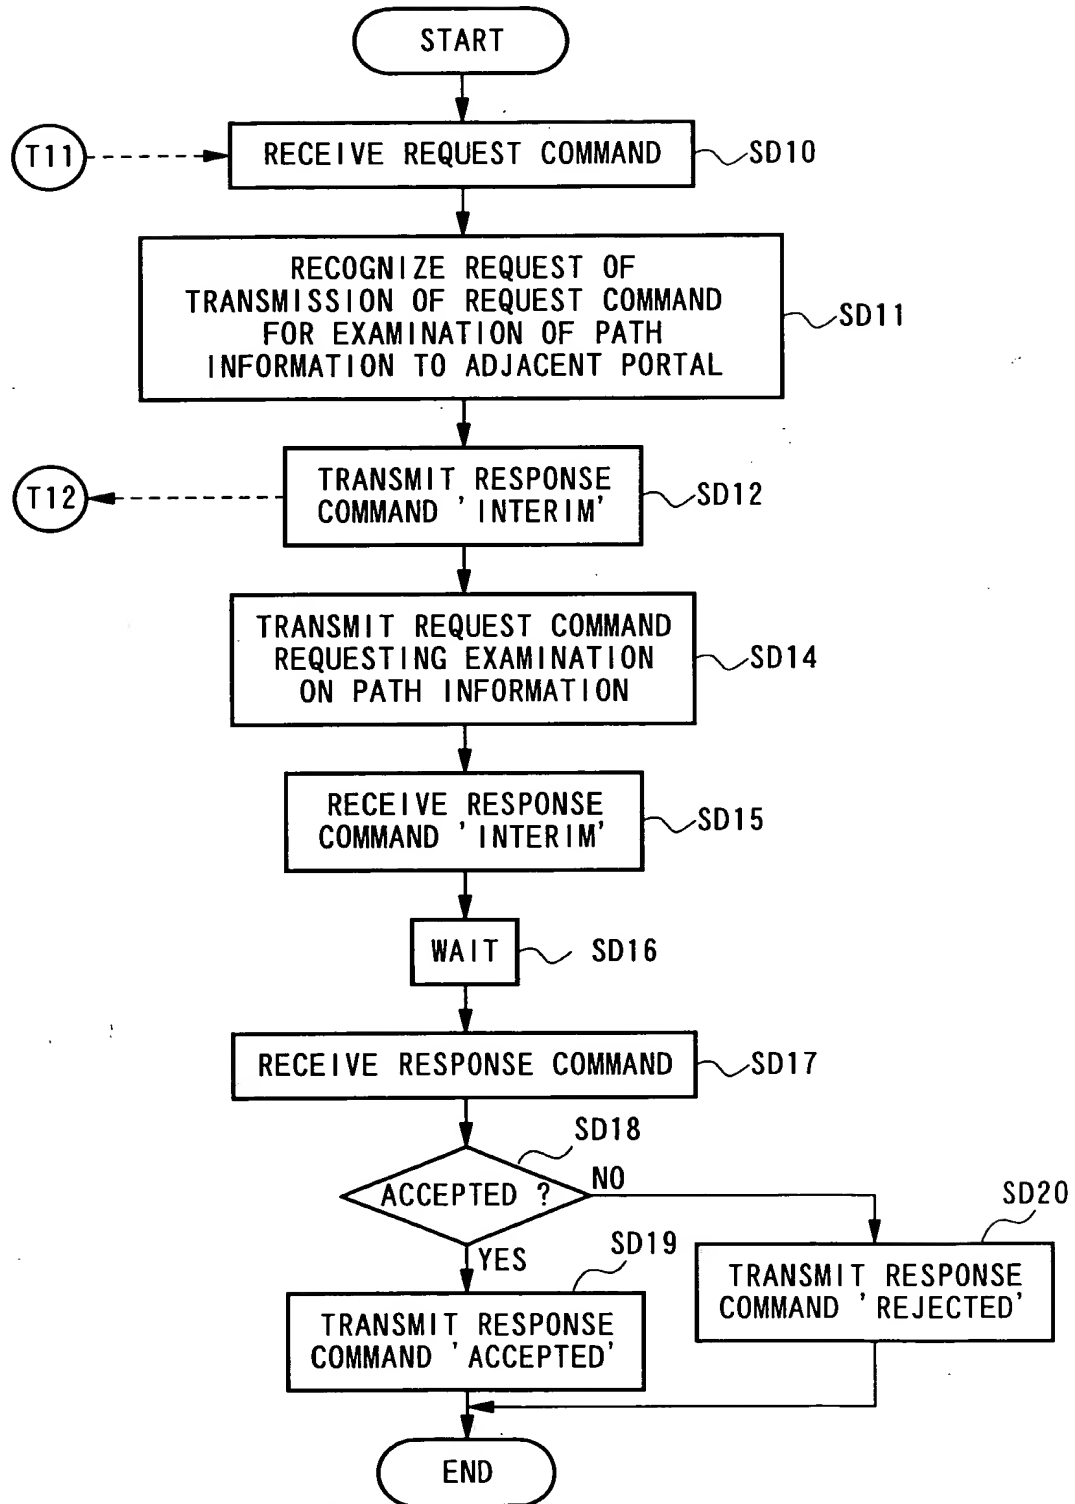 START
T11
RECEIVE REQUEST COMMAND
SD10
RECOGNIZE REQUEST OF
TRANSMISSION OF REQUEST COMMAND
FOR EXAMINATION OF PATH
INFORMATION TO ADJACENT PORTAL
SD11
T12
TRANSMIT RESPONSE
COMMAND 'INTERIM'
SD12
TRANSMIT REQUEST COMMAND
REQUESTING EXAMINATION
ON PATH INFORMATION
SD14
RECEIVE RESPONSE
COMMAND 'INTERIM'
SD15
WAIT
SD16
RECEIVE RESPONSE COMMAND
SD17
SD18
ACCEPTED ?
NO
YES
SD19
TRANSMIT RESPONSE
COMMAND 'ACCEPTED'
SD20
TRANSMIT RESPONSE
COMMAND 'REJECTED'
END